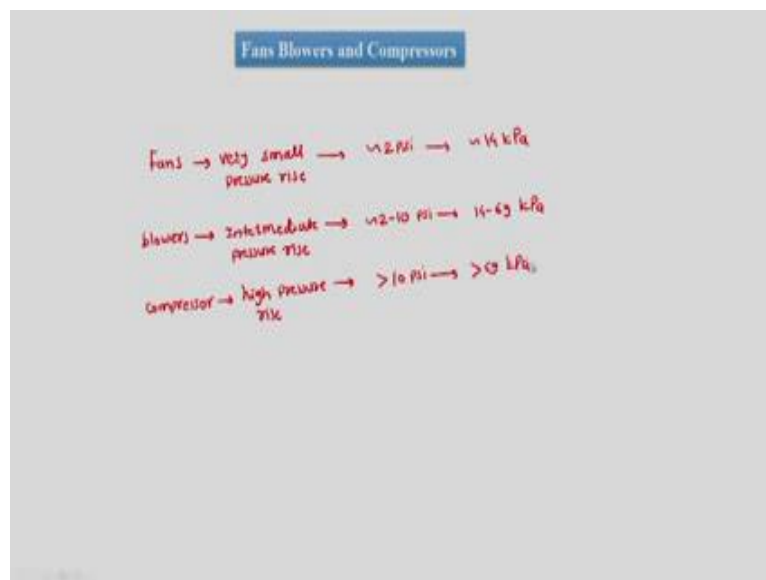 Fans Blowers and Compressors
Fans → very small → ~2 psi → ~14 kPa
pressure rise
blowers → Intermediate → ~2-10 psi → 14-69 kPa
pressure rise
compressor → high pressure → >10 psi → >69 kPa
rise